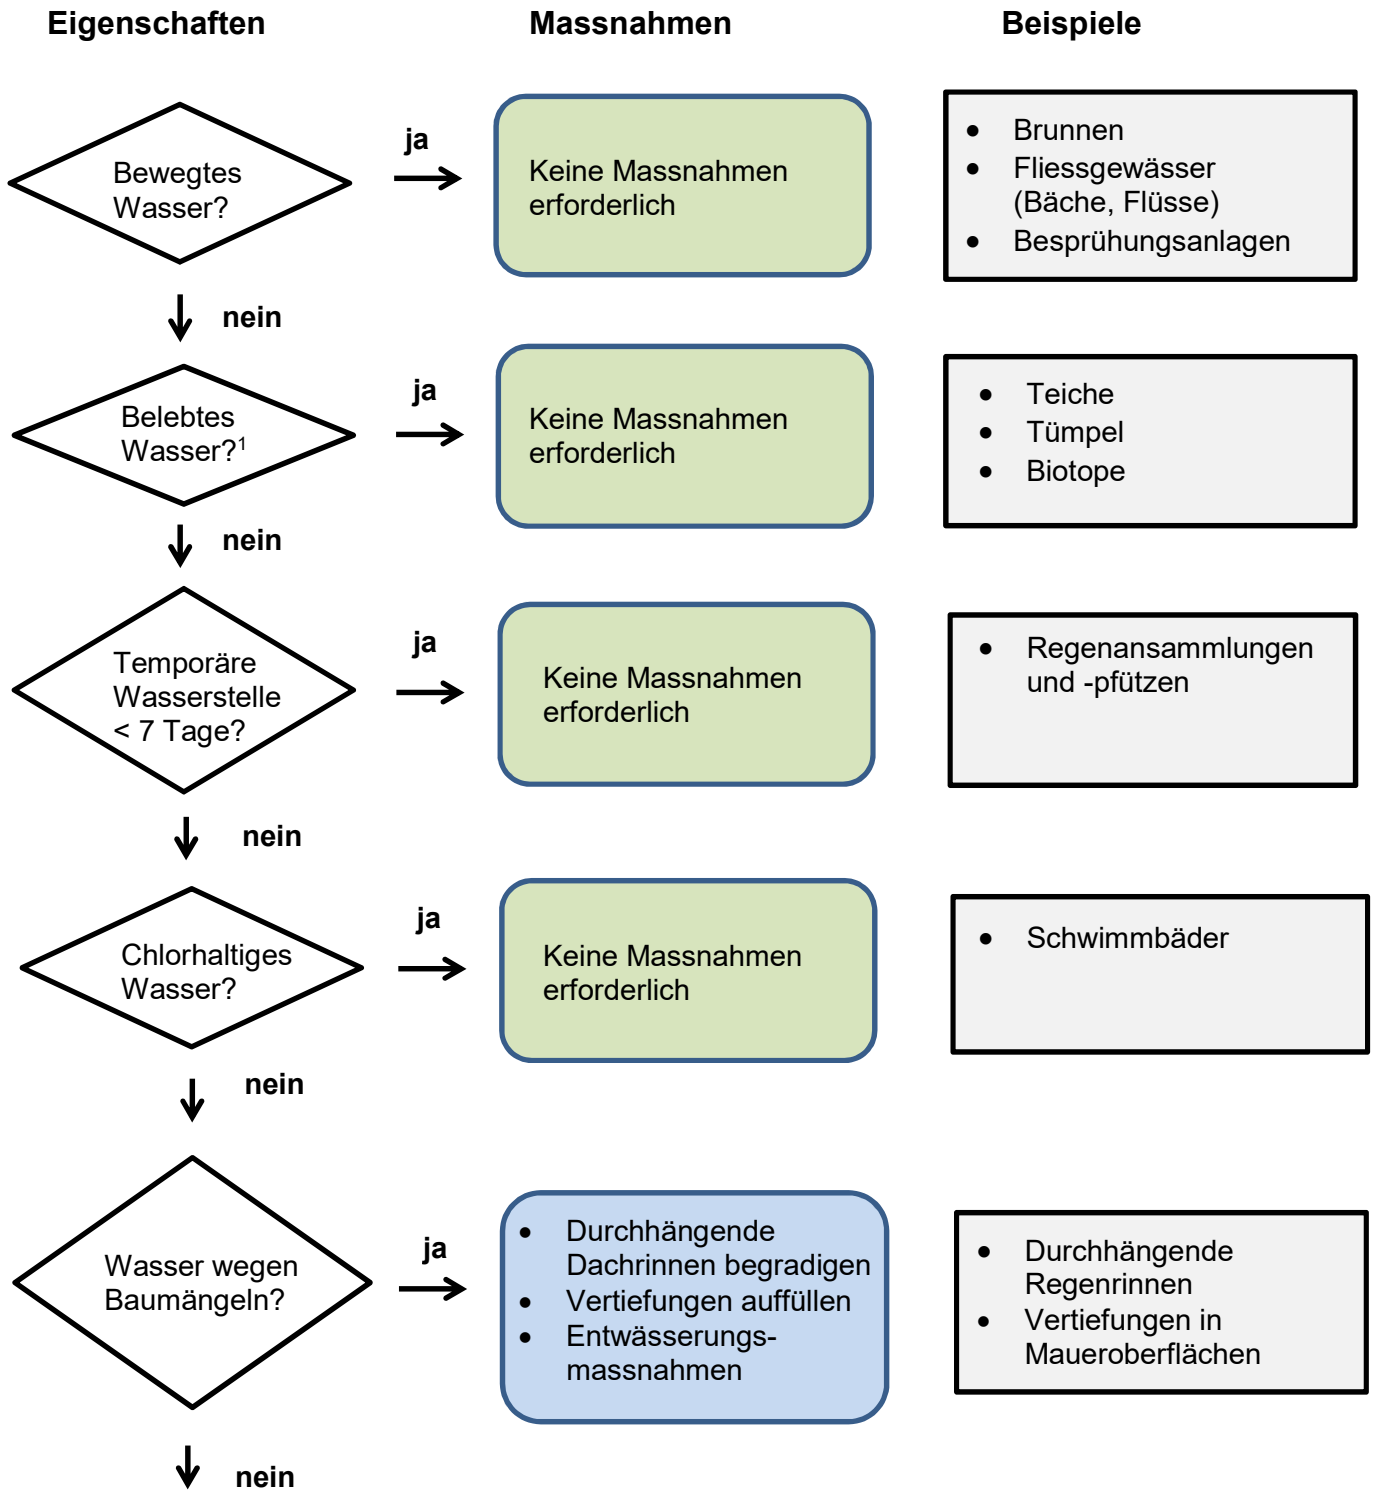 Eigenschaften
Massnahmen
Beispiele
Bewegtes
Wasser?
ja
Keine Massnahmen
erforderlich
• Brunnen
• Fliessgewässer
(Bäche, Flüsse)
• Besprühungsanlagen
nein
Belebtes
Wasser?¹
ja
Keine Massnahmen
erforderlich
• Teiche
• Tümpel
• Biotope
nein
Temporäre
Wasserstelle
< 7 Tage?
ja
Keine Massnahmen
erforderlich
• Regenansammlungen
und -pfützen
nein
Chlorhaltiges
Wasser?
ja
Keine Massnahmen
erforderlich
• Schwimmbäder
nein
Wasser wegen
Baumängeln?
ja
• Durchhängende
Dachrinnen begradigen
• Vertiefungen auffüllen
• Entwässerungs-
massnahmen
• Durchhängende
Regenrinnen
• Vertiefungen in
Maueroberflächen
nein